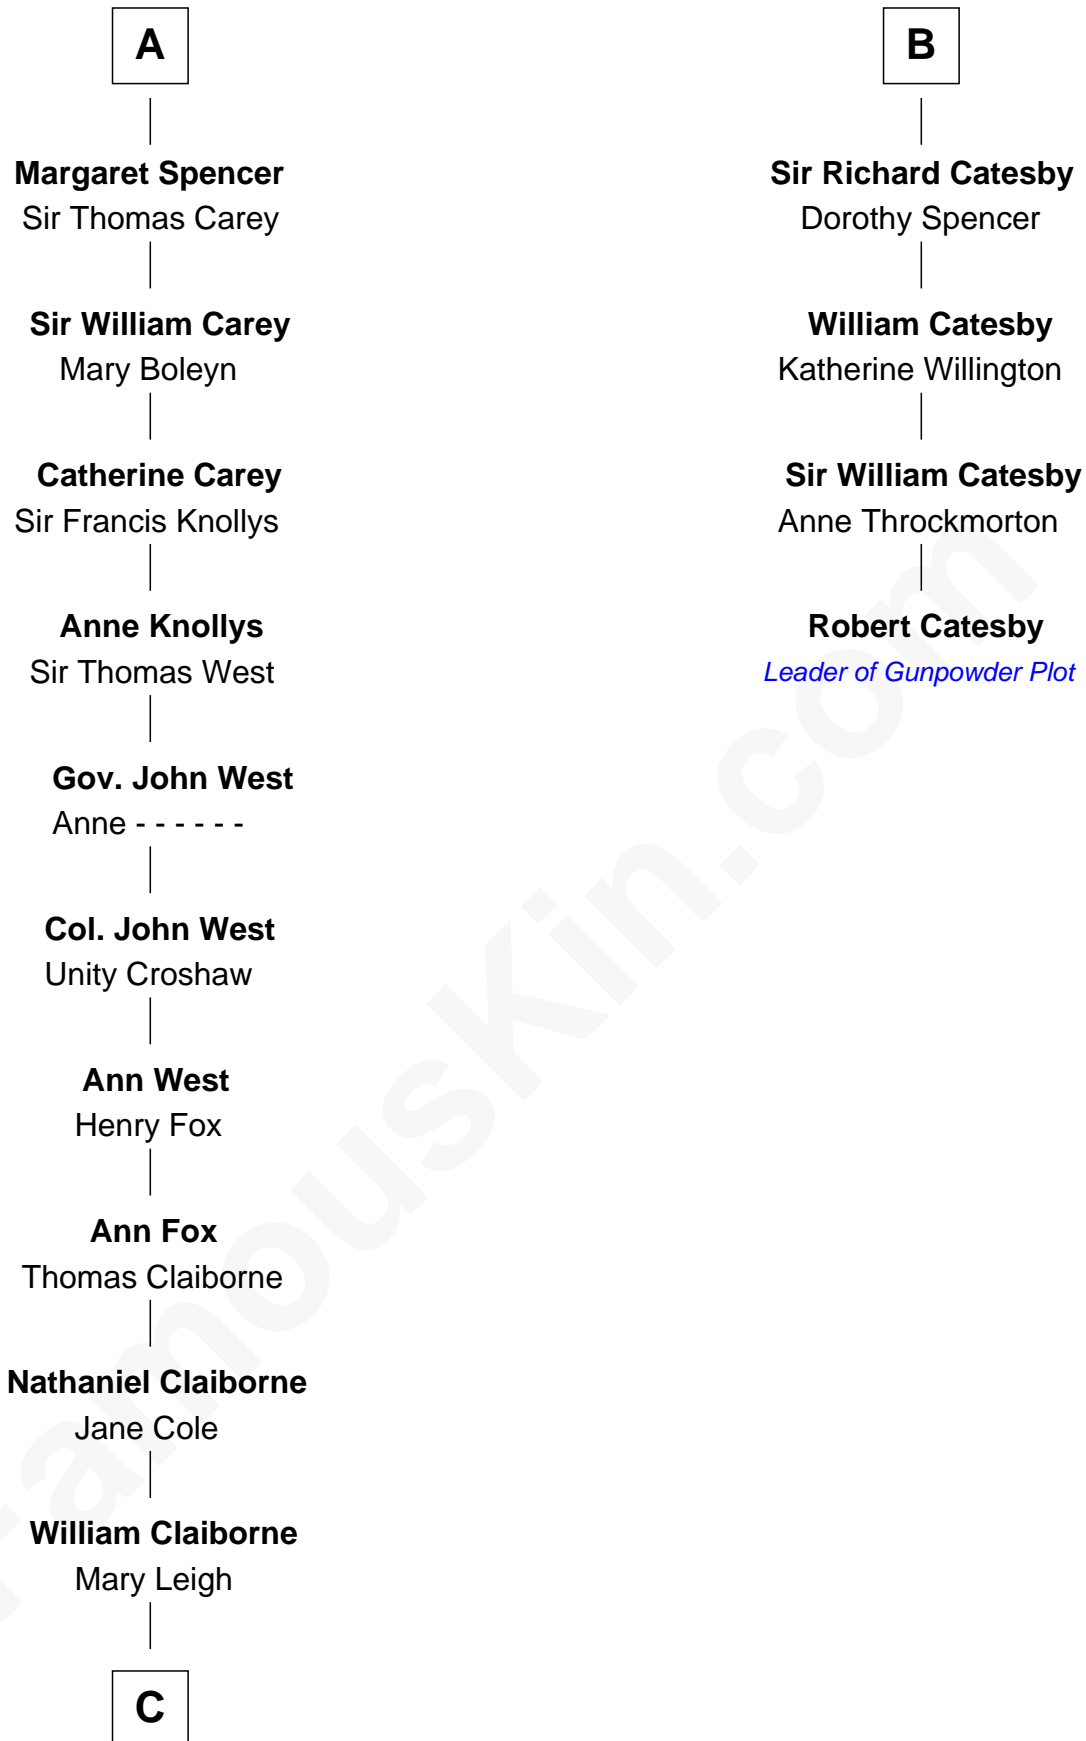 A
Margaret Spencer
Sir Thomas Carey
Sir William Carey
Mary Boleyn
Catherine Carey
Sir Francis Knollys
Anne Knollys
Sir Thomas West
Gov. John West
Anne - - - - - -
Col. John West
Unity Croshaw
Ann West
Henry Fox
Ann Fox
Thomas Claiborne
Nathaniel Claiborne
Jane Cole
William Claiborne
Mary Leigh
C
B
Sir Richard Catesby
Dorothy Spencer
William Catesby
Katherine Willington
Sir William Catesby
Anne Throckmorton
Robert Catesby
Leader of Gunpowder Plot
FamousKin.com